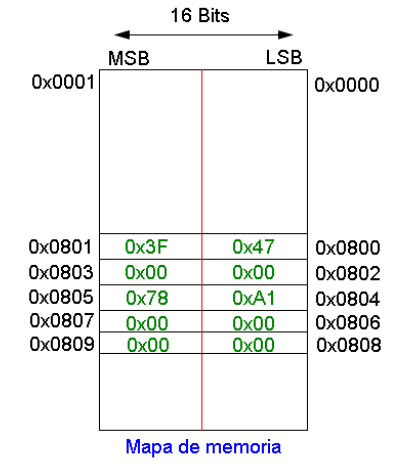 16 Bits
MSB LSB
0x0001 0x0000
0x0801 0x3F 0x47 0x0800
0x0803 0x00 0x00 0x0802
0x0805 0x78 0xA1 0x0804
0x0807 0x00 0x00 0x0806
0x0809 0x00 0x00 0x0808
Mapa de memoria